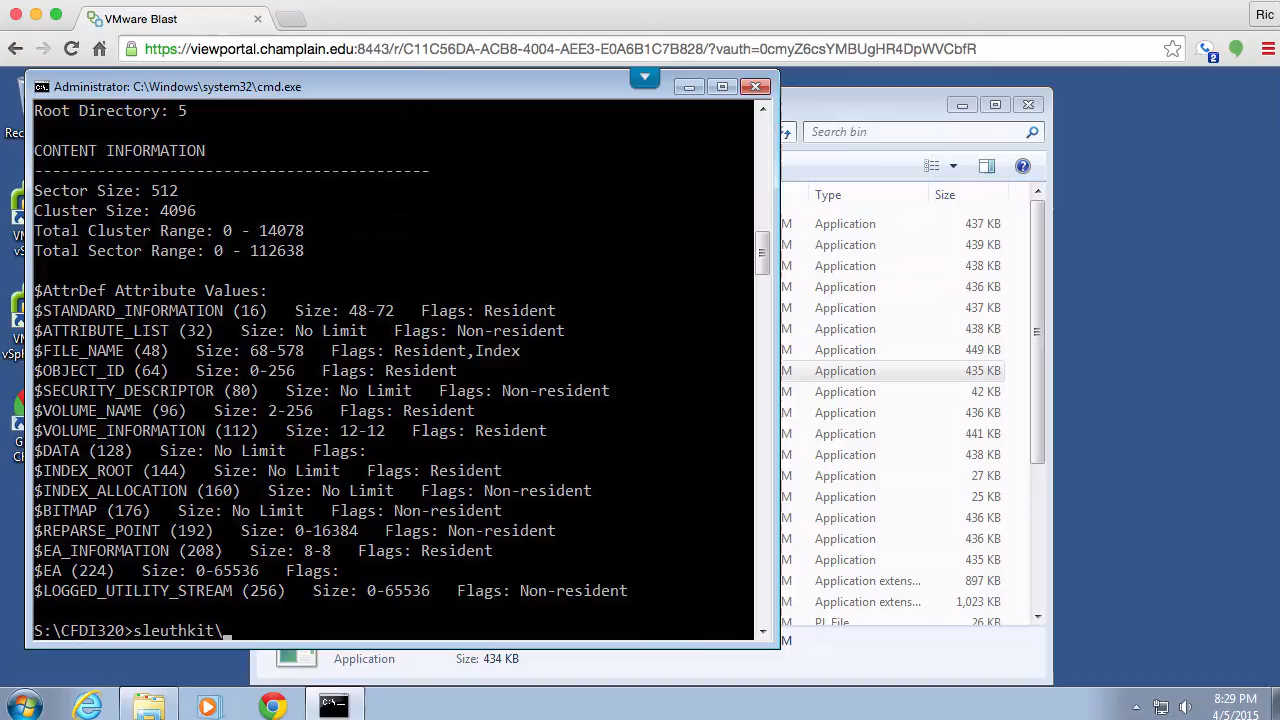 VMware Blast
Ric
https://viewportal.champlain.edu:8443/r/C11C56DA-ACB8-4004-AEE3-E0A6B1C7B828/?vauth=0cmyZ6csYMBUgHR4DpWVCbfR
2
Administrator: C:\Windows\system32\cmd.exe
Root Directory: 5
CONTENT INFORMATION
--------------------------------------------
Sector Size: 512
Cluster Size: 4096
Total Cluster Range: 0 - 14078
Total Sector Range: 0 - 112638
$AttrDef Attribute Values:
$STANDARD_INFORMATION (16)   Size: 48-72   Flags: Resident
$ATTRIBUTE_LIST (32)   Size: No Limit   Flags: Non-resident
$FILE_NAME (48)   Size: 68-578   Flags: Resident,Index
$OBJECT_ID (64)   Size: 0-256   Flags: Resident
$SECURITY_DESCRIPTOR (80)   Size: No Limit   Flags: Non-resident
$VOLUME_NAME (96)   Size: 2-256   Flags: Resident
$VOLUME_INFORMATION (112)   Size: 12-12   Flags: Resident
$DATA (128)   Size: No Limit   Flags:
$INDEX_ROOT (144)   Size: No Limit   Flags: Resident
$INDEX_ALLOCATION (160)   Size: No Limit   Flags: Non-resident
$BITMAP (176)   Size: No Limit   Flags: Non-resident
$REPARSE_POINT (192)   Size: 0-16384   Flags: Non-resident
$EA_INFORMATION (208)   Size: 8-8   Flags: Resident
$EA (224)   Size: 0-65536   Flags:
$LOGGED_UTILITY_STREAM (256)   Size: 0-65536   Flags: Non-resident
S:\CFDI320>sleuthkit\_
Search bin
Type Size
M Application 437 KB
M Application 439 KB
M Application 438 KB
M Application 436 KB
M Application 437 KB
M Application 438 KB
M Application 449 KB
M Application 435 KB
M Application 42 KB
M Application 436 KB
M Application 441 KB
M Application 438 KB
M Application 27 KB
M Application 25 KB
M Application 436 KB
M Application 436 KB
M Application 435 KB
M Application extens... 897 KB
M Application extens... 1,023 KB
M PL File 26 KB
M
Application Size: 434 KB
Rec
VM
vS
VM
vSph
G
Ch
8:29 PM
4/5/2015